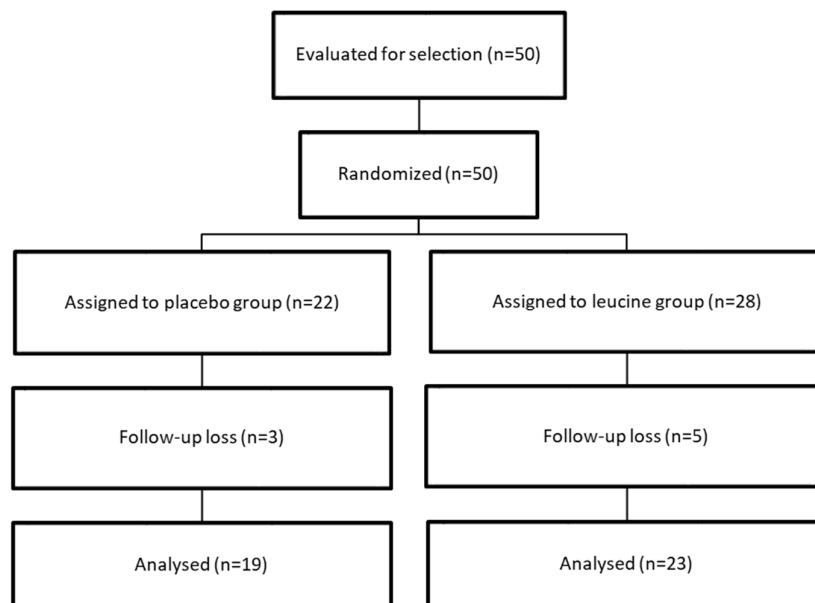 Evaluated for selection (n=50)
Randomized (n=50)
Assigned to placebo group (n=22)
Assigned to leucine group (n=28)
Follow-up loss (n=3)
Follow-up loss (n=5)
Analysed (n=19)
Analysed (n=23)